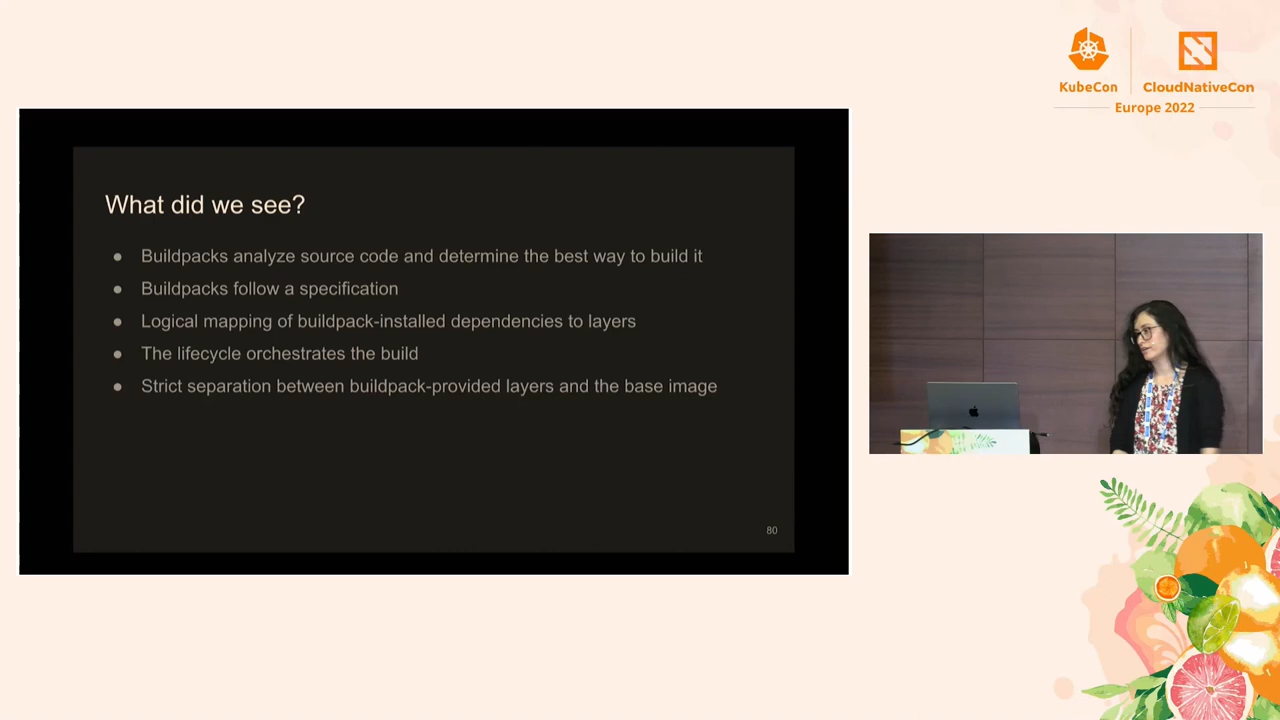 KubeCon
CloudNativeCon
Europe 2022
What did we see?
● Buildpacks analyze source code and determine the best way to build it
● Buildpacks follow a specification
● Logical mapping of buildpack-installed dependencies to layers
● The lifecycle orchestrates the build
● Strict separation between buildpack-provided layers and the base image
80